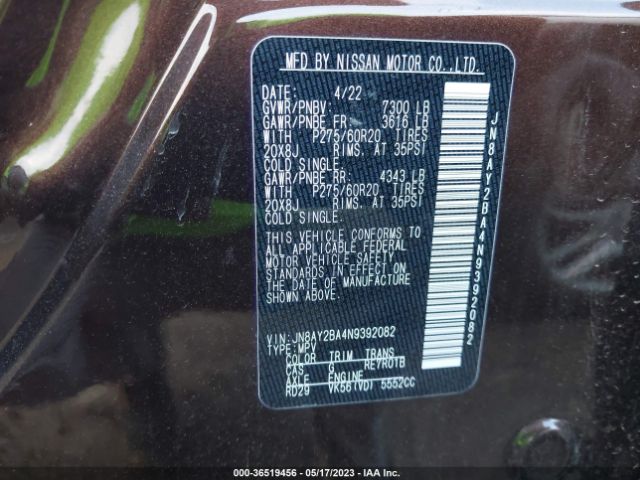 MFD BY NISSAN MOTOR CO.,LTD.
DATE: 4/22
GVWR/PNBV: 7300 LB
GAWR/PNBE FR: 3616 LB
WITH P275/60R20 TIRES
20X8J RIMS. AT 35PSI
COLD SINGLE.
GAWR/PNBE RR: 4343 LB
WITH P275/60R20 TIRES
20X8J RIMS. AT 35PSI
COLD SINGLE.
THIS VEHICLE CONFORMS TO
ALL APPLICABLE FEDERAL
MOTOR VEHICLE SAFETY
STANDARDS IN EFFECT ON
THE DATE OF MANUFACTURE
SHOWN ABOVE.
VIN: JN8AY2BA4N9392082
TYPE: MPV
COLOR TRIM TRANS
CAS G RE7R01B
AXLE ENGINE
RD29 VK56(VD) 5552CC
JN8AY2BA4N9392082
000-36519456 — 05/17/2023 — IAA Inc.